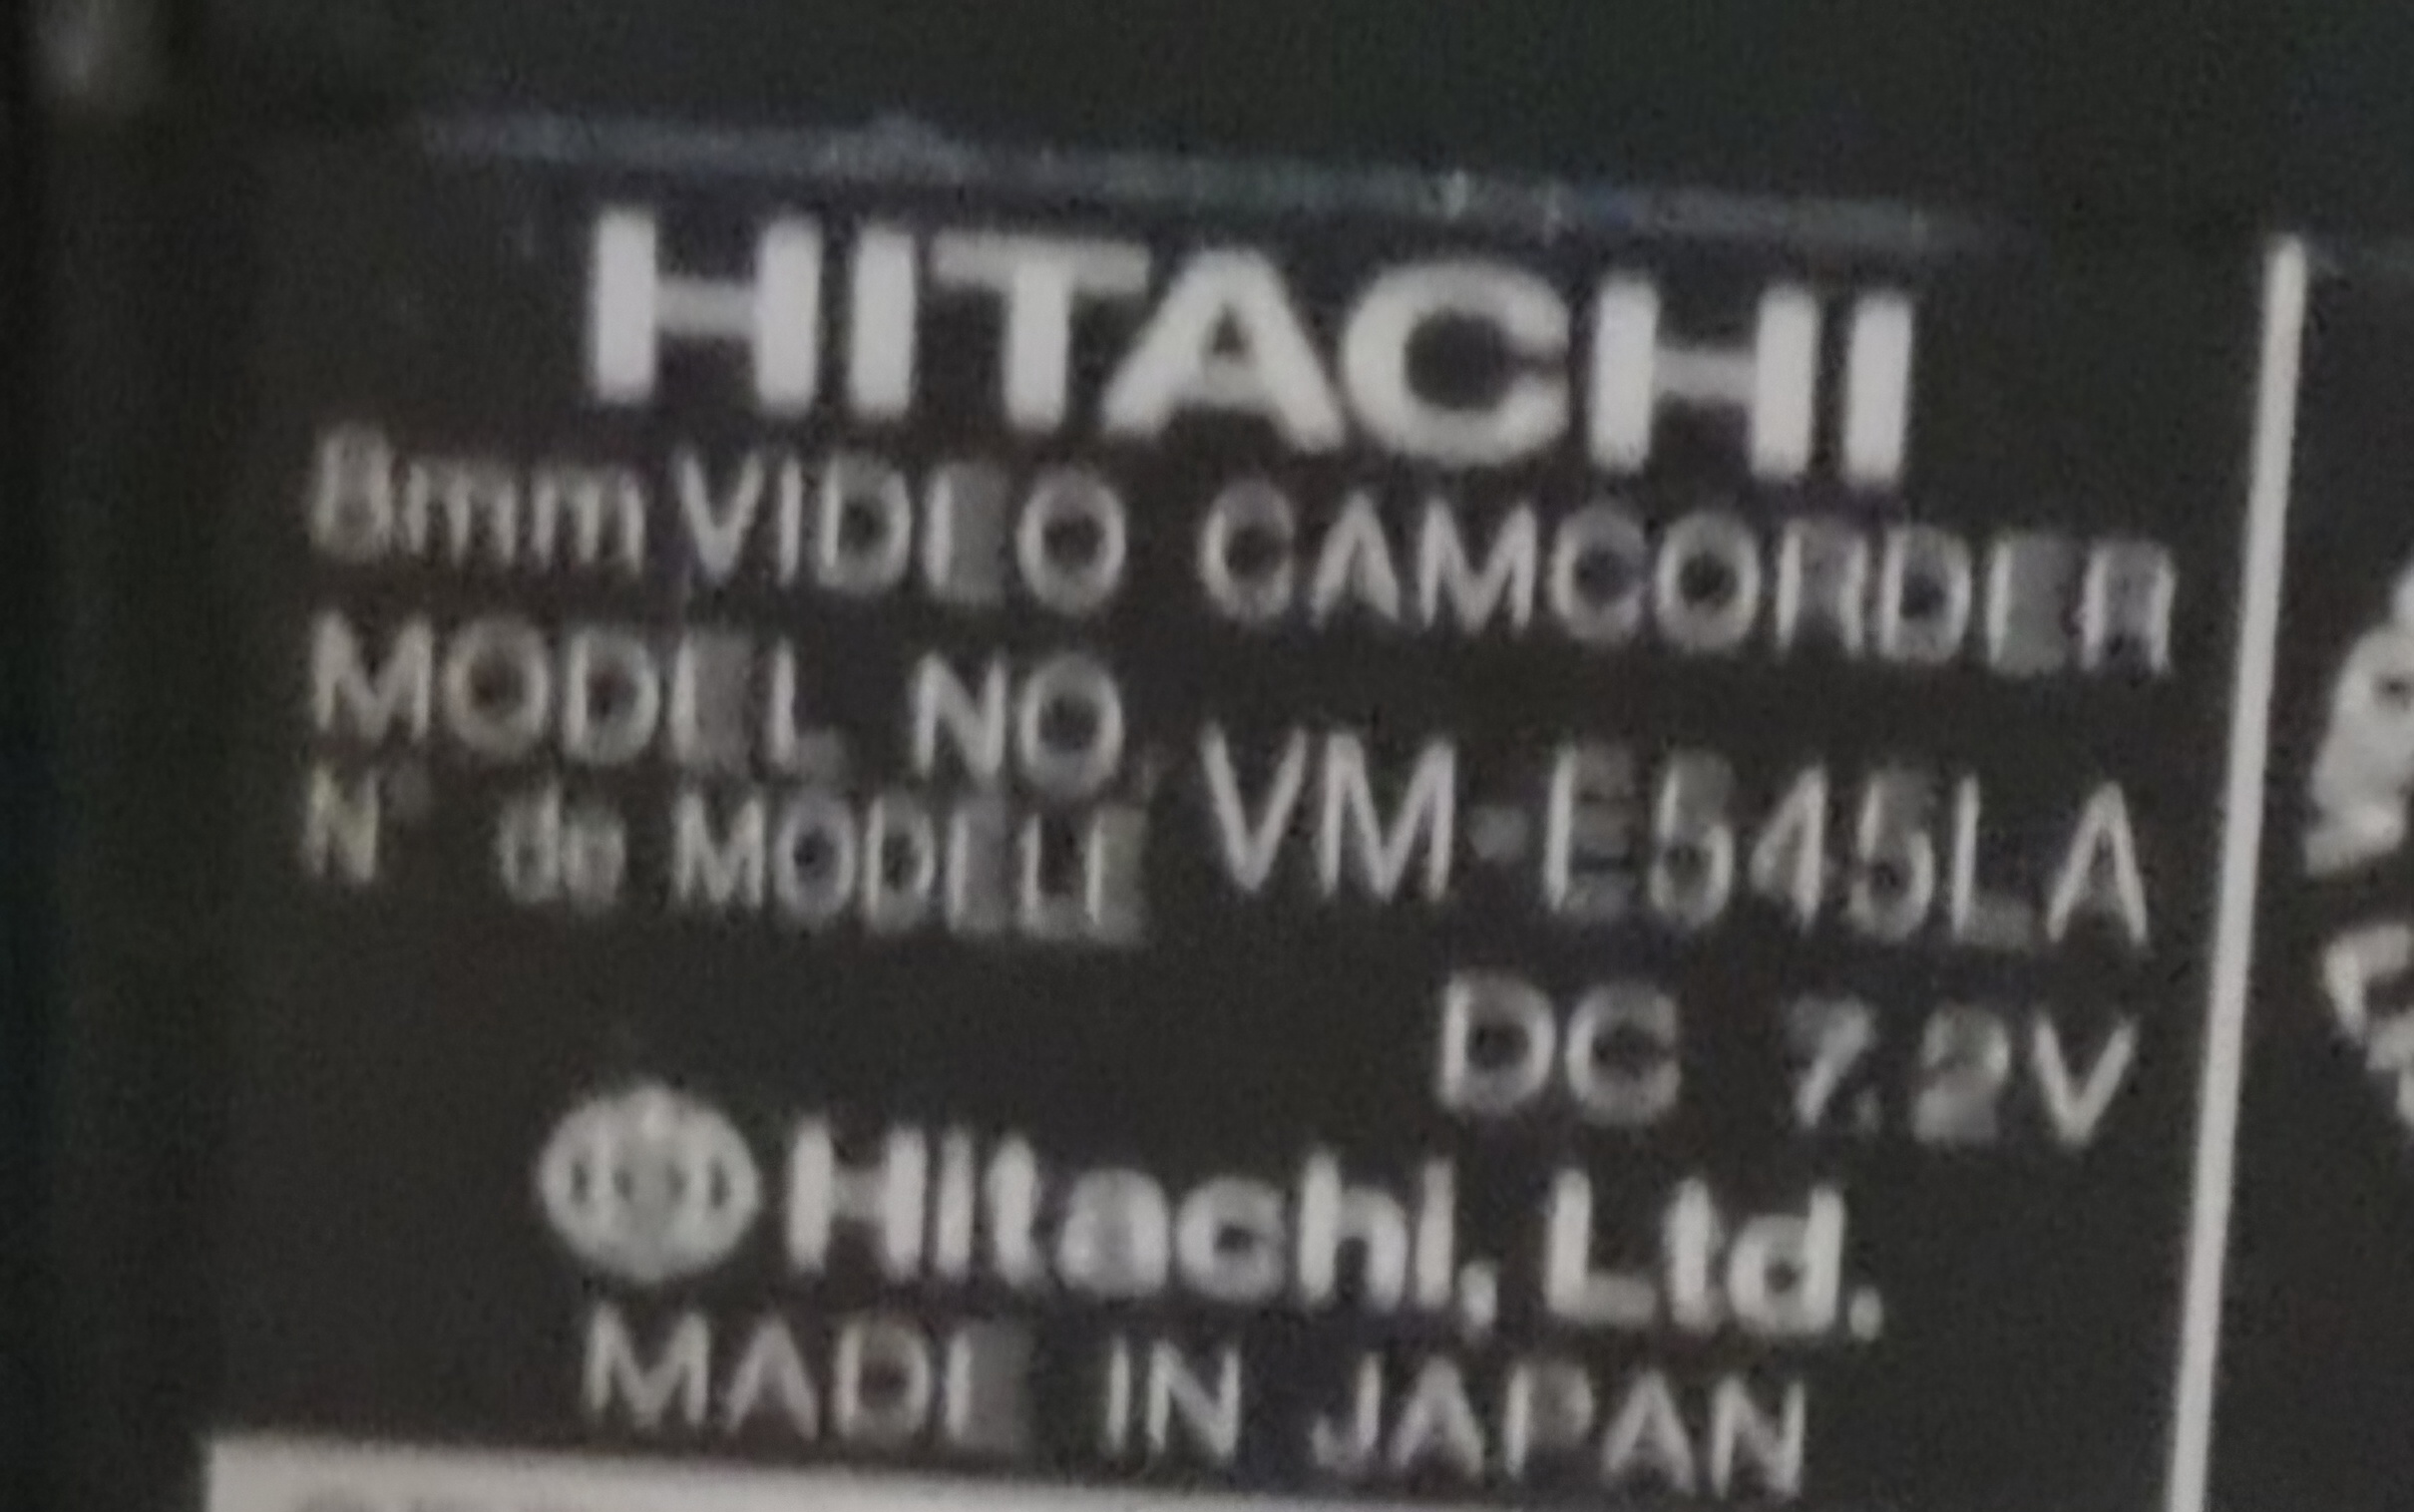 HITACHI
8mm VIDEO CAMCORDER
MODEL NO.
N° de MODELE
VM-E545LA
DC 7.2V
Hitachi, Ltd.
MADE IN JAPAN